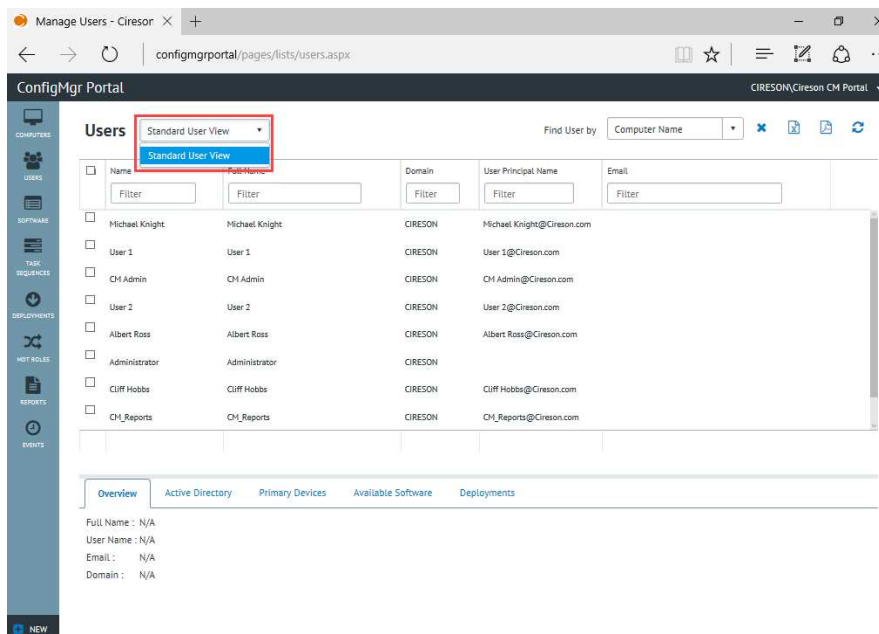 Manage Users - Cireson
configmgrportal/pages/lists/users.aspx
ConfigMgr Portal
CIRESON\Cireson CM Portal
COMPUTERS
USERS
SOFTWARE
TASK
SEQUENCES
DEPLOYMENTS
MDT ROLES
REPORTS
EVENTS
NEW
Users
Standard User View
Standard User View
Find User by
Computer Name
Name Full Name Domain User Principal Name Email
Filter Filter Filter Filter Filter
Michael Knight Michael Knight CIRESON Michael Knight@Cireson.com
User 1 User 1 CIRESON User 1@Cireson.com
CM Admin CM Admin CIRESON CM Admin@Cireson.com
User 2 User 2 CIRESON User 2@Cireson.com
Albert Ross Albert Ross CIRESON Albert Ross@Cireson.com
Administrator Administrator CIRESON
Cliff Hobbs Cliff Hobbs CIRESON Cliff Hobbs@Cireson.com
CM_Reports CM_Reports CIRESON CM_Reports@Cireson.com
Overview Active Directory Primary Devices Available Software Deployments
Full Name : N/A
User Name : N/A
Email : N/A
Domain : N/A